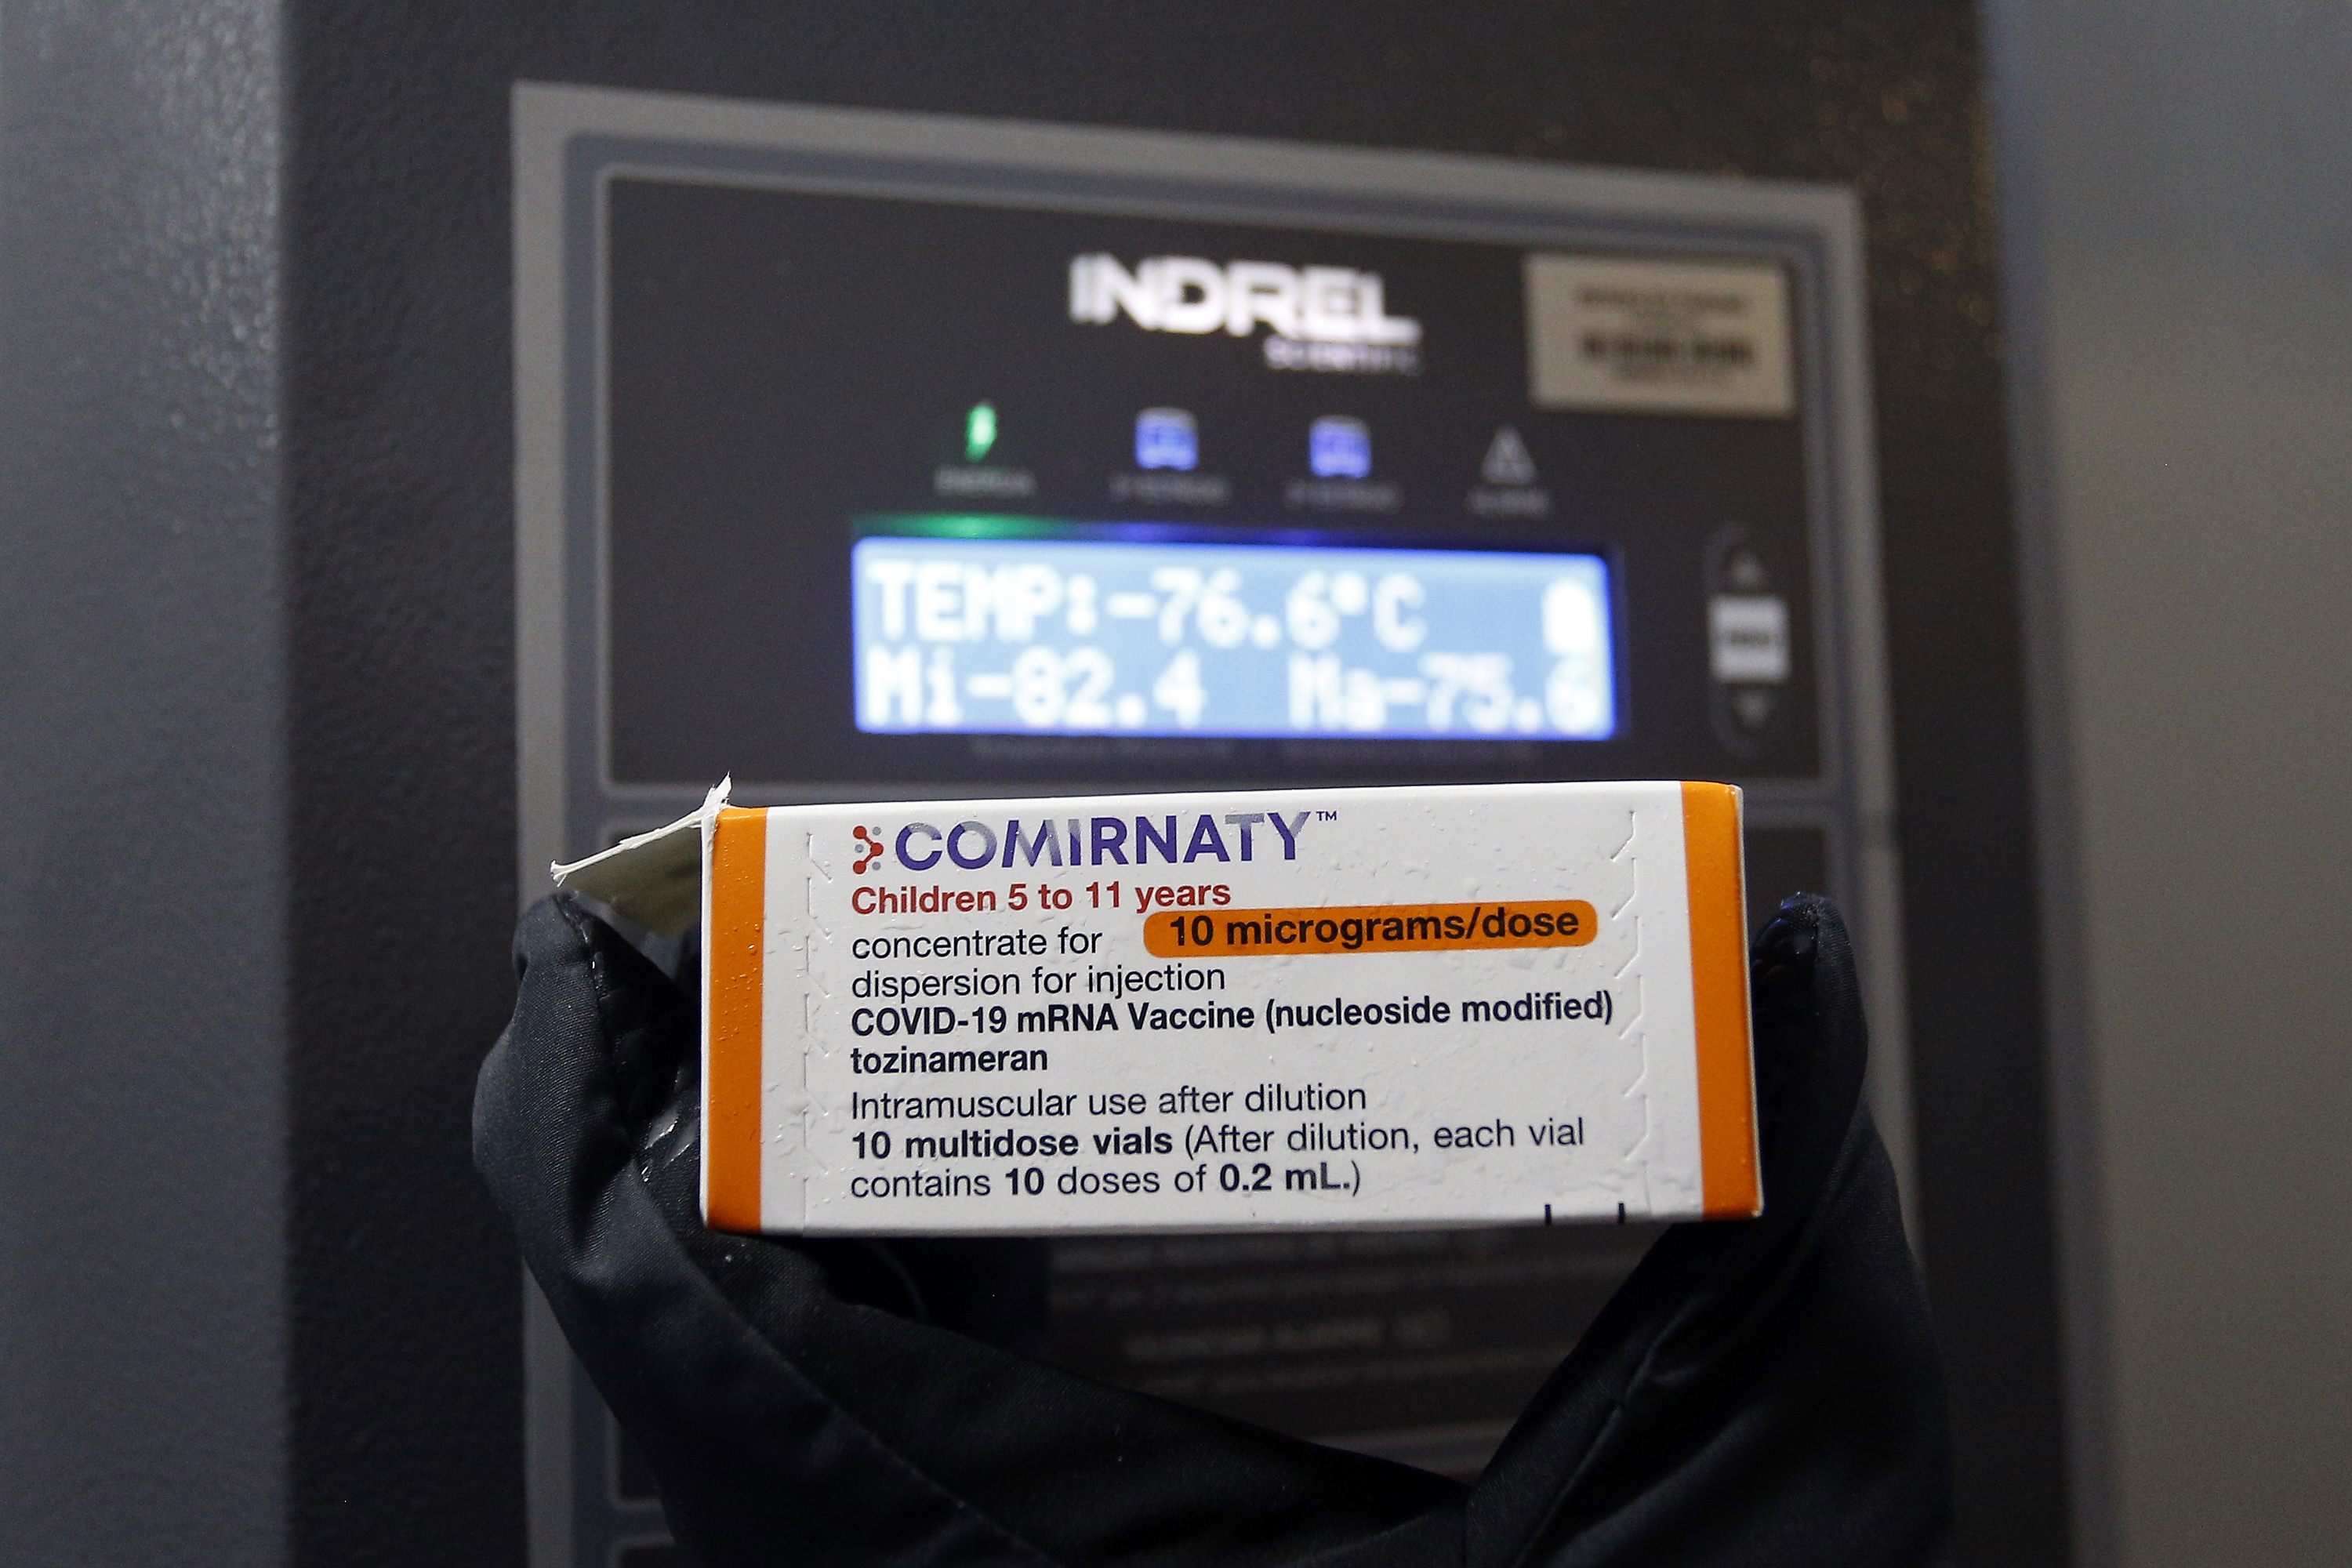 INDREL
SCIENTIFIC
ENERGIA
TEMP:-76.6°C
Mi-82.4 Ma-75.6
COMIRNATY™
Children 5 to 11 years
10 micrograms/dose
concentrate for
dispersion for injection
COVID-19 mRNA Vaccine (nucleoside modified)
tozinameran
Intramuscular use after dilution
10 multidose vials (After dilution, each vial
contains 10 doses of 0.2 mL.)